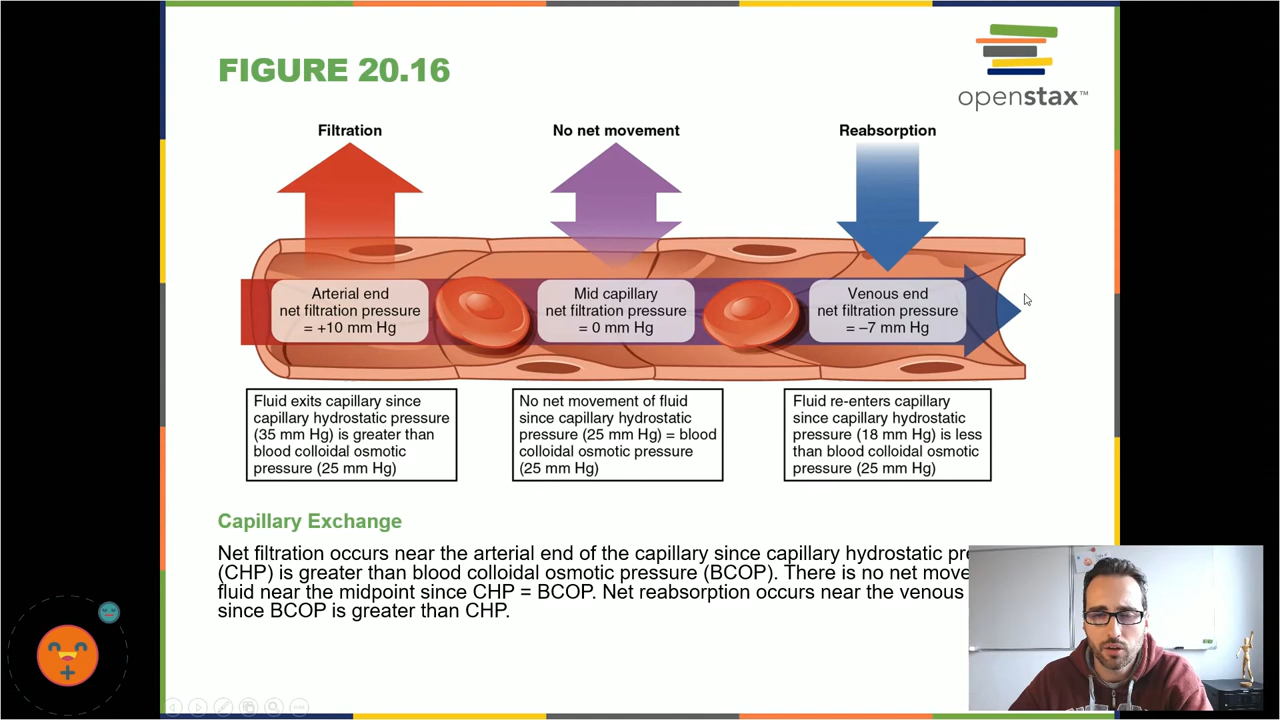 FIGURE 20.16
openstax™
Filtration
No net movement
Reabsorption
Arterial end
net filtration pressure
= +10 mm Hg
Mid capillary
net filtration pressure
= 0 mm Hg
Venous end
net filtration pressure
= –7 mm Hg
Fluid exits capillary since
capillary hydrostatic pressure
(35 mm Hg) is greater than
blood colloidal osmotic
pressure (25 mm Hg)
No net movement of fluid
since capillary hydrostatic
pressure (25 mm Hg) = blood
colloidal osmotic pressure
(25 mm Hg)
Fluid re-enters capillary
since capillary hydrostatic
pressure (18 mm Hg) is less
than blood colloidal osmotic
pressure (25 mm Hg)
Capillary Exchange
Net filtration occurs near the arterial end of the capillary since capillary hydrostatic pre
(CHP) is greater than blood colloidal osmotic pressure (BCOP). There is no net move
fluid near the midpoint since CHP = BCOP. Net reabsorption occurs near the venous
since BCOP is greater than CHP.